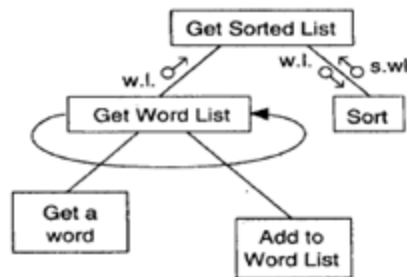 Get Sorted List
w.l.
w.l.
s.wl
Get Word List
Sort
Get a
word
Add to
Word List